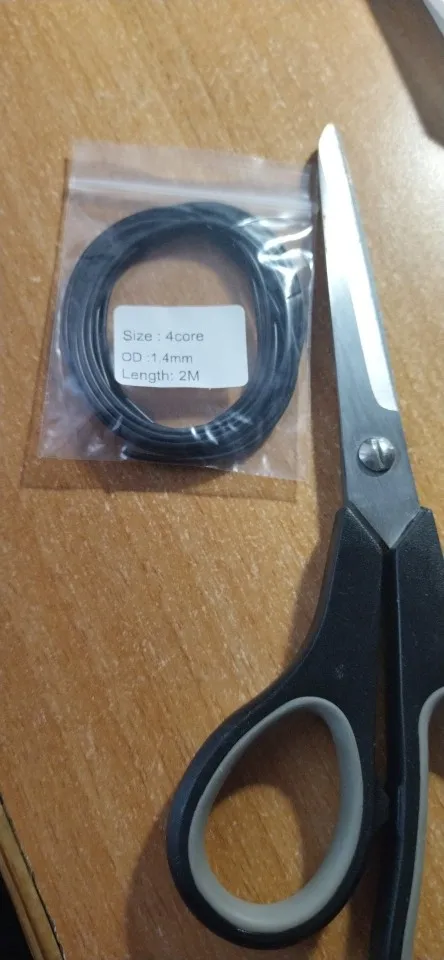 Size : 4core
OD :1.4mm
Length: 2M